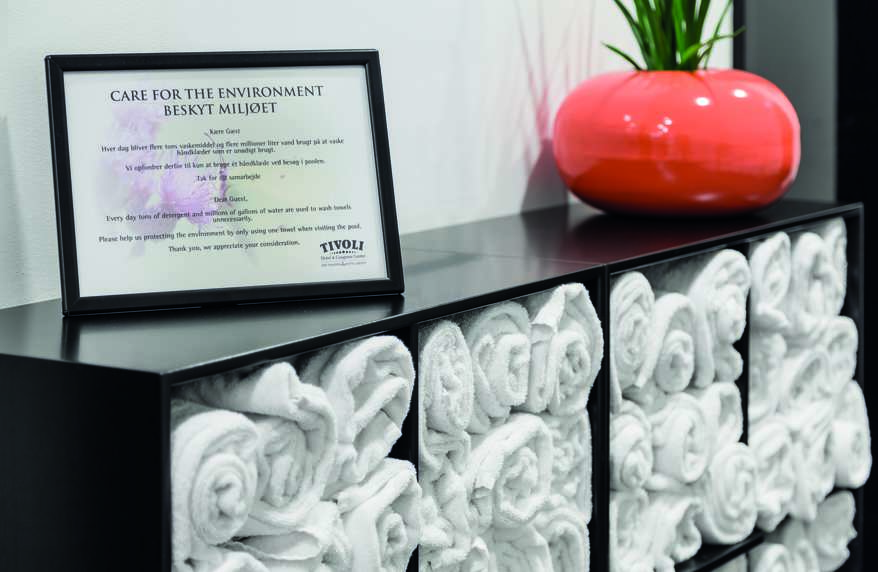 CARE FOR THE ENVIRONMENT
BESKYT MILJØET
Kære Guest
Hver dag bliver flere tons vaskemiddel og flere millioner liter vand brugt på at vaske
håndklæder som er unødigt brugt.
Vi opfordrer derfor til kun at bruge ét håndklæde ved besøg i poolen.
Tak for dit samarbejde
Dear Guest,
Every day tons of detergent and millions of gallons of water are used to wash towels
unnecessarily.
Please help us protecting the environment by only using one towel when visiting the pool.
Thank you, we appreciate your consideration.
TIVOLI
Hotel & Congress Center